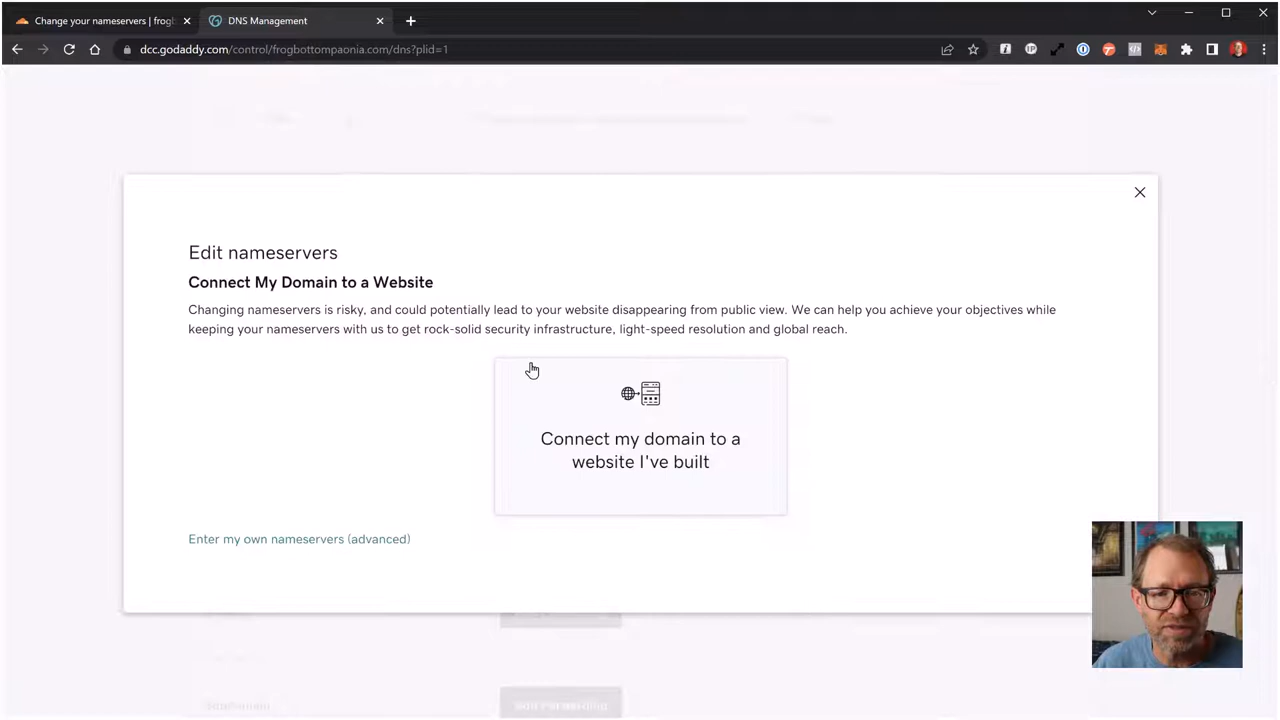 Change your nameservers | frogb
DNS Management
dcc.godaddy.com/control/frogbottompaonia.com/dns?plid=1
Edit nameservers
Connect My Domain to a Website
Changing nameservers is risky, and could potentially lead to your website disappearing from public view. We can help you achieve your objectives while
keeping your nameservers with us to get rock-solid security infrastructure, light-speed resolution and global reach.
Connect my domain to a
website I've built
Enter my own nameservers (advanced)